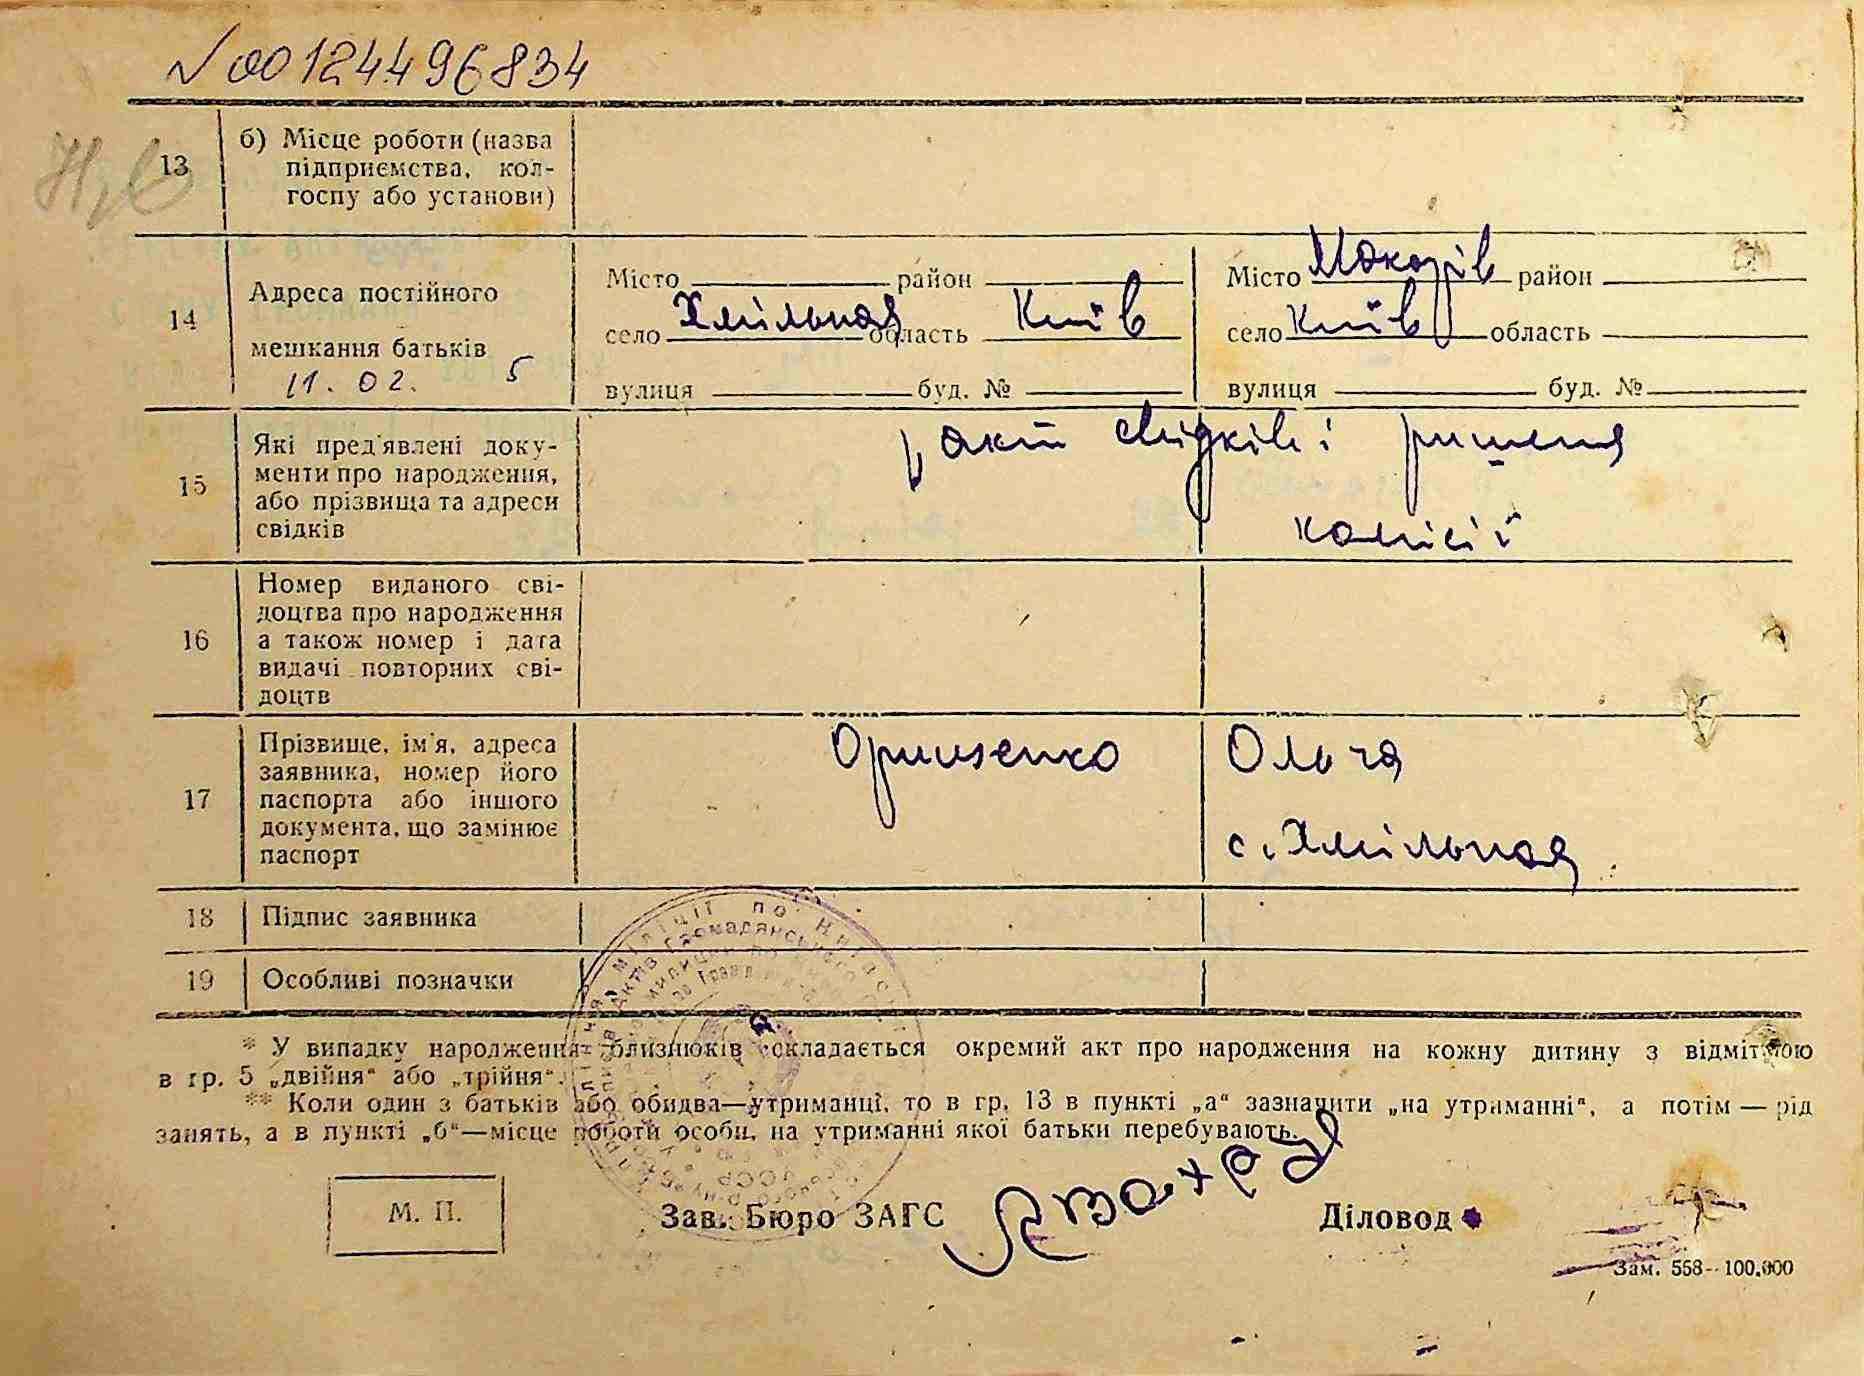 № 00124496834
13 б) Місце роботи (назва
підприємства, кол-
госпу або установи)
14 Адреса постійного
мешкання батьків
11.02. 5
Місто район
село Хмільная область Київ
вулиця буд. №
Місто Макарів район
село Київ область
вулиця буд. №
15 Які пред'явлені доку-
менти про народження,
або прізвища та адреси
свідків
акт свідків і ришення
комісії
16 Номер виданого сві-
доцтва про народження
а також номер і дата
видачі повторних сві-
доцтв
17 Прізвище, ім'я, адреса
заявника, номер його
паспорта або іншого
документа, що замінює
паспорт
Орищенко Ольга
с. Хмільная
18 Підпис заявника
19 Особливі позначки
* У випадку народження близнюків складається окремий акт про народження на кожну дитину з відміткою
в гр. 5 „двійня“ або „трійня“.
** Коли один з батьків або обидва—утриманці, то в гр. 13 в пункті „а“ зазначити „на утриманні“, а потім — рід
занять, а в пункті „б“—місце роботи особи, на утриманні якої батьки перебувають.
М. П.
Зав. Бюро ЗАГС
Діловод
Зам. 558—100.000